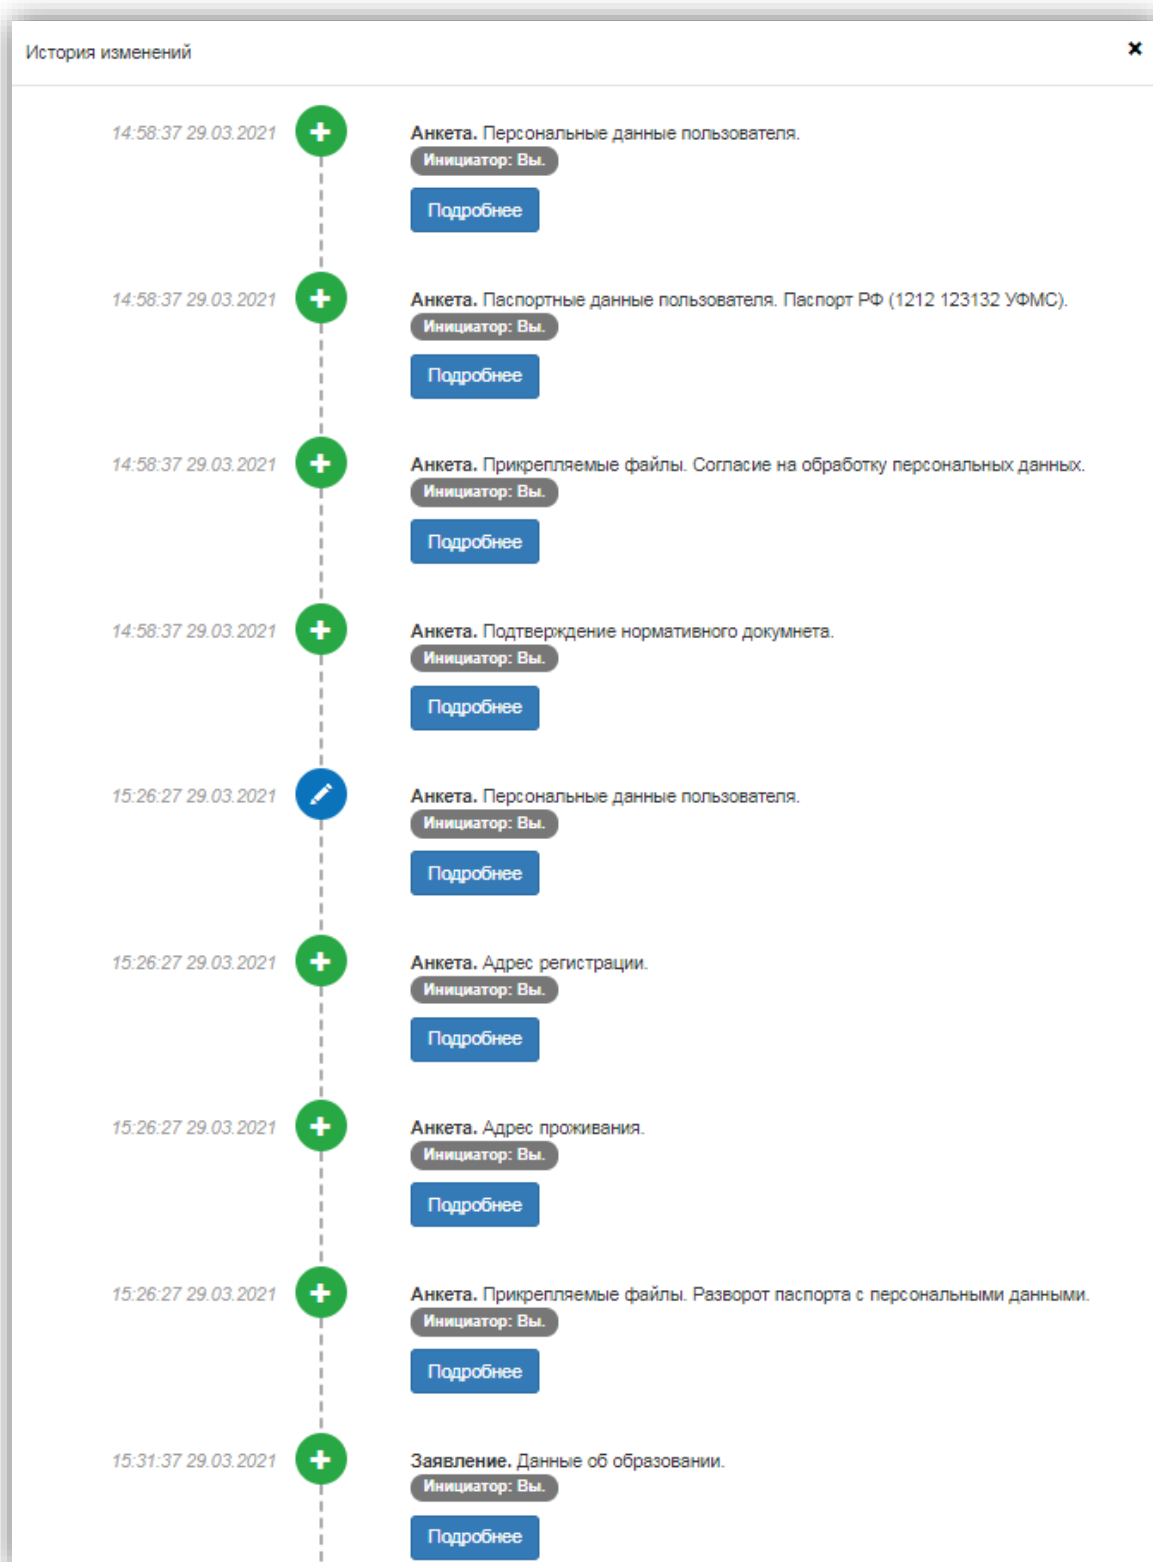 История изменений
14:58:37 29.03.2021 Анкета. Персональные данные пользователя.
Инициатор: Вы.
Подробнее
14:58:37 29.03.2021 Анкета. Паспортные данные пользователя. Паспорт РФ (1212 123132 УФМС).
Инициатор: Вы.
Подробнее
14:58:37 29.03.2021 Анкета. Прикрепляемые файлы. Согласие на обработку персональных данных.
Инициатор: Вы.
Подробнее
14:58:37 29.03.2021 Анкета. Подтверждение нормативного докумнета.
Инициатор: Вы.
Подробнее
15:26:27 29.03.2021 Анкета. Персональные данные пользователя.
Инициатор: Вы.
Подробнее
15:26:27 29.03.2021 Анкета. Адрес регистрации.
Инициатор: Вы.
Подробнее
15:26:27 29.03.2021 Анкета. Адрес проживания.
Инициатор: Вы.
Подробнее
15:26:27 29.03.2021 Анкета. Прикрепляемые файлы. Разворот паспорта с персональными данными.
Инициатор: Вы.
Подробнее
15:31:37 29.03.2021 Заявление. Данные об образовании.
Инициатор: Вы.
Подробнее